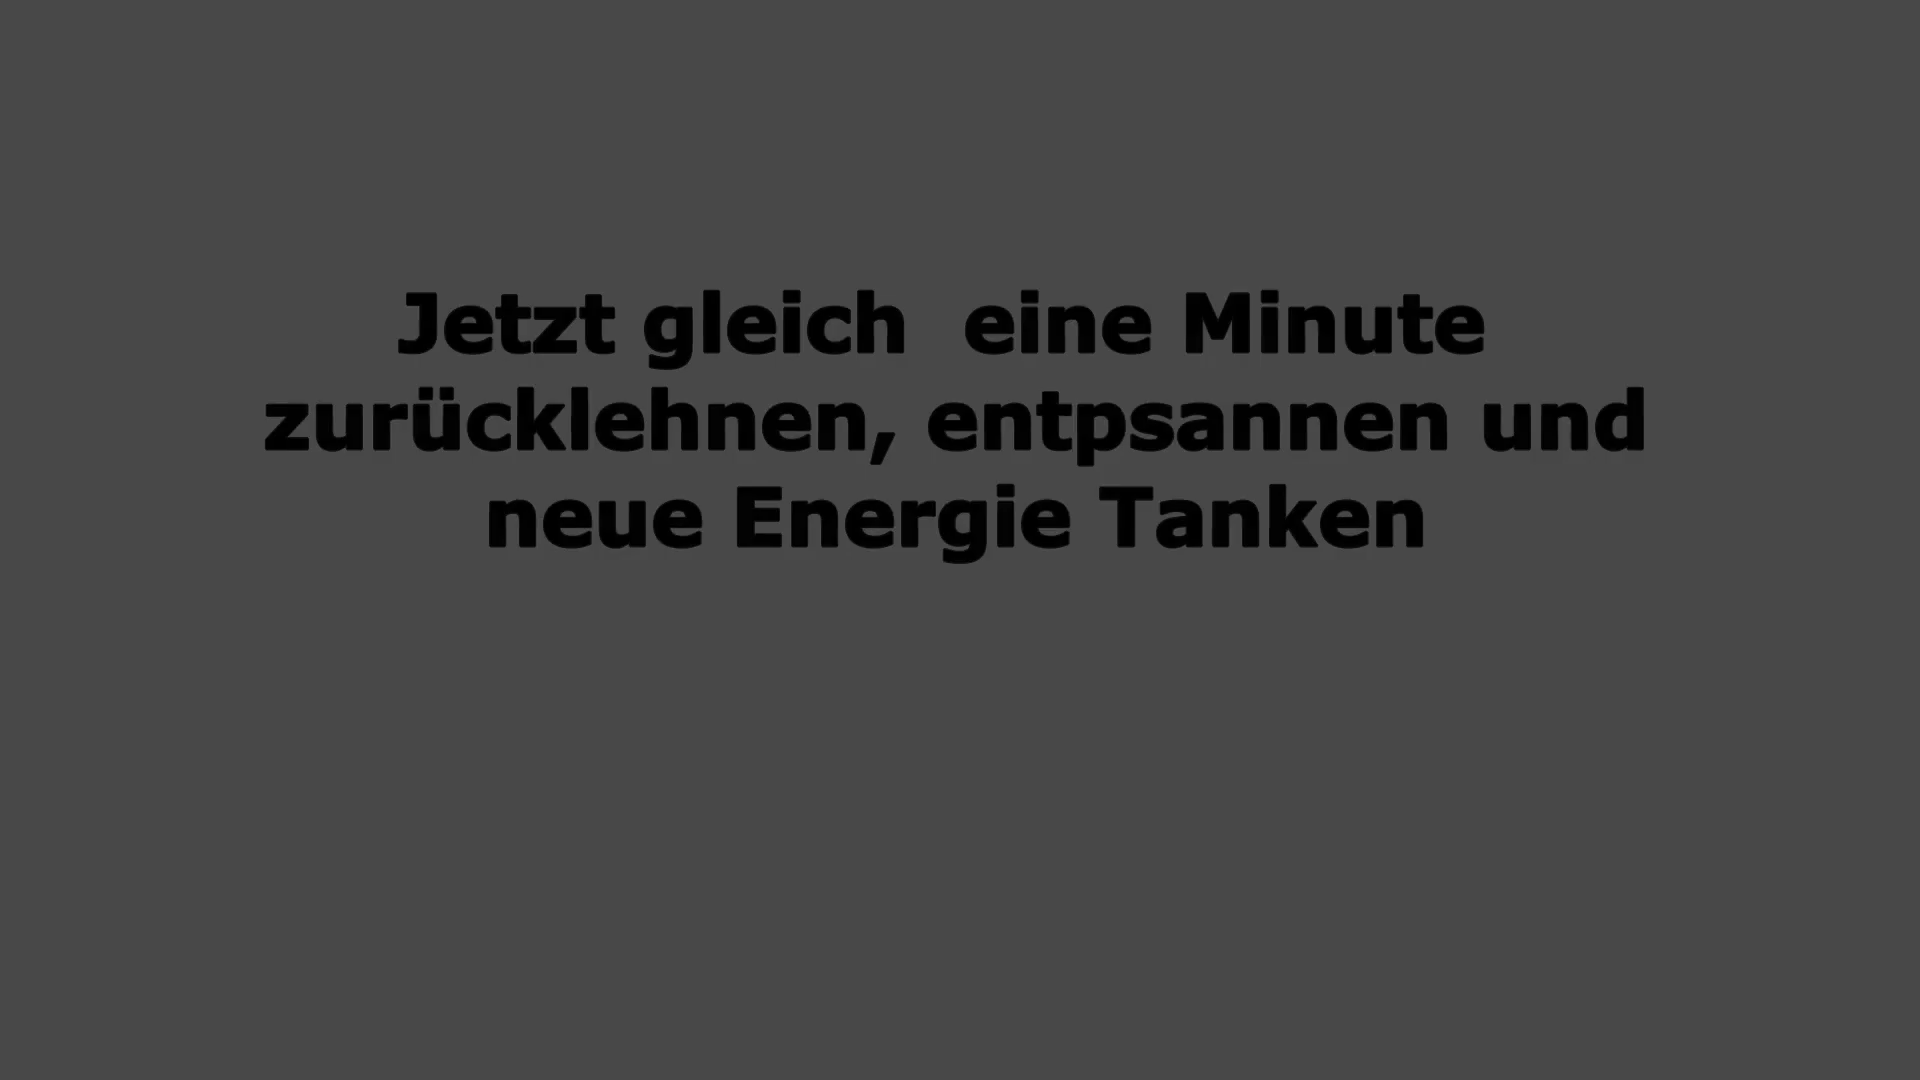 Jetzt gleich  eine Minute
zurücklehnen, entpsannen und
neue Energie Tanken